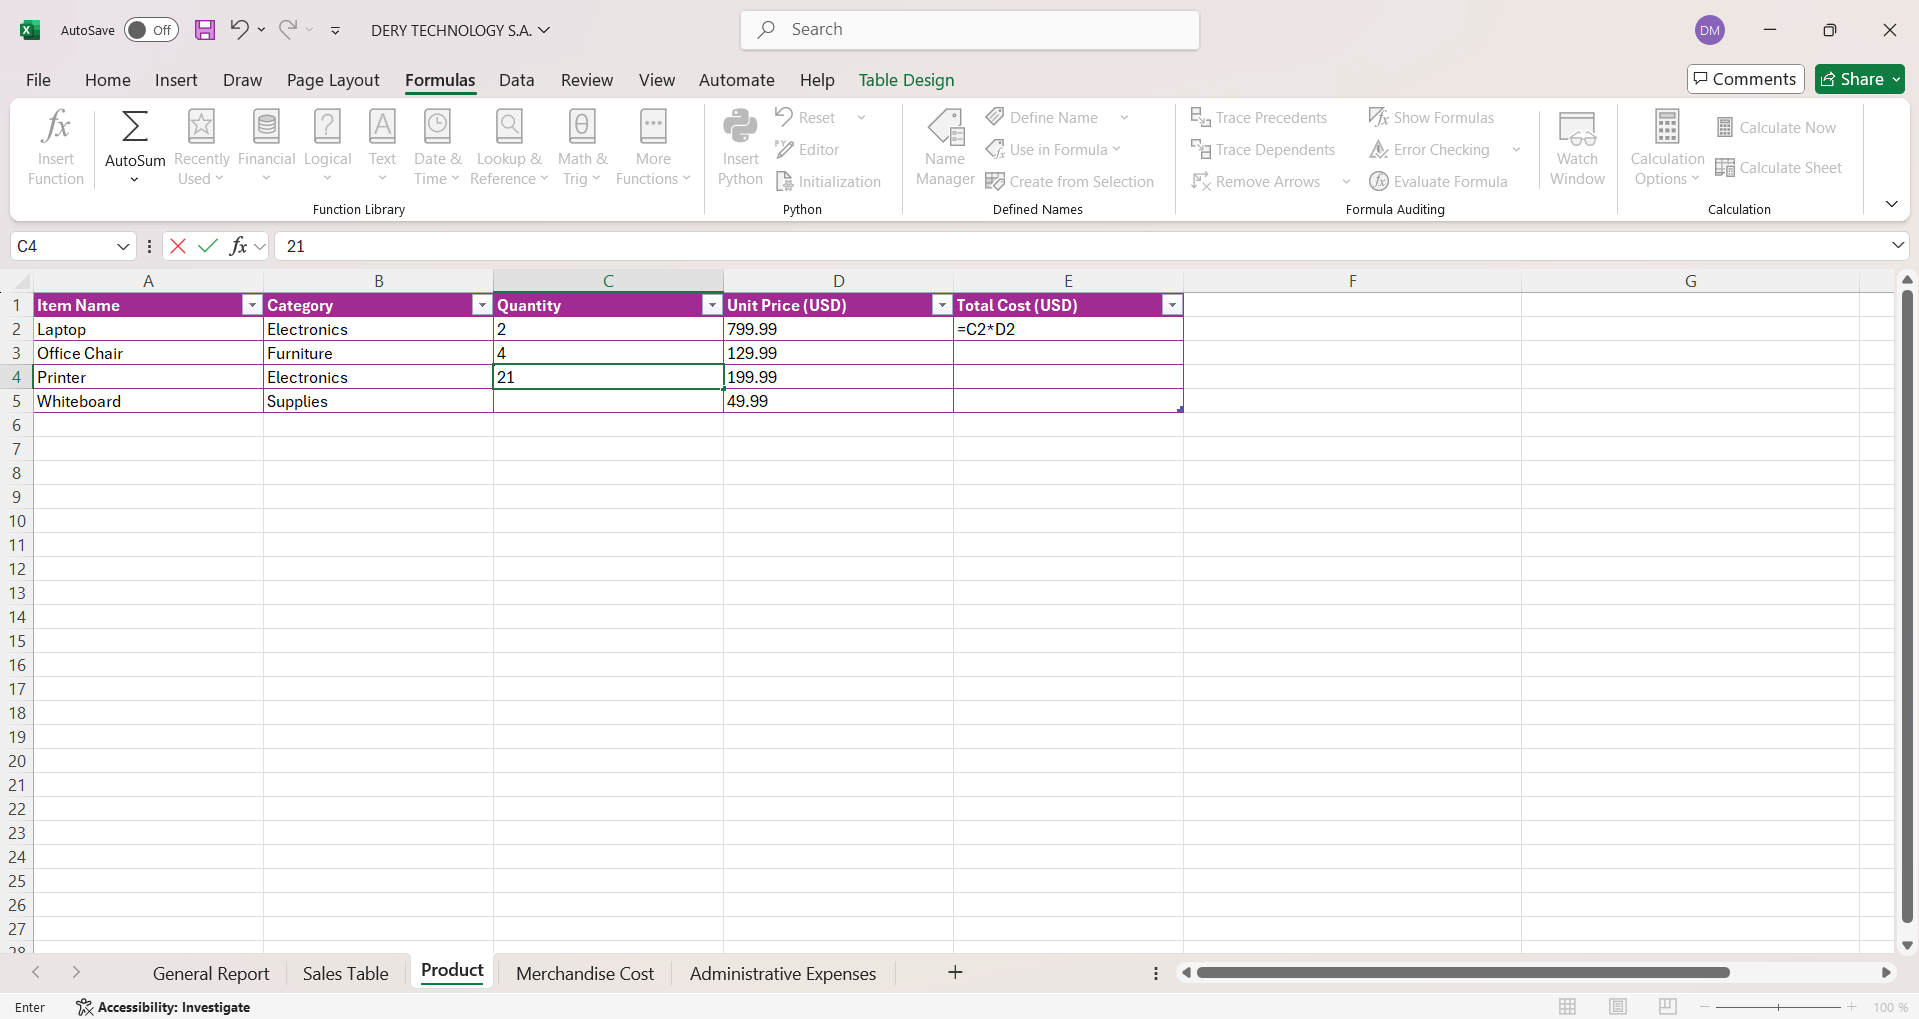 AutoSave Off DERY TECHNOLOGY S.A. Search DM
File Home Insert Draw Page Layout Formulas Data Review View Automate Help Table Design Comments Share
Insert Function
AutoSum
Recently Used
Financial
Logical
Text
Date & Time
Lookup & Reference
Math & Trig
More Functions
Function Library
Insert Python
Reset
Editor
Initialization
Python
Name Manager
Define Name
Use in Formula
Create from Selection
Defined Names
Trace Precedents
Trace Dependents
Remove Arrows
Show Formulas
Error Checking
Evaluate Formula
Formula Auditing
Watch Window
Calculation Options
Calculate Now
Calculate Sheet
Calculation
C4 fx 21
A B C D E F G
1 Item Name Category Quantity Unit Price (USD) Total Cost (USD)
2 Laptop Electronics 2 799.99 =C2*D2
3 Office Chair Furniture 4 129.99
4 Printer Electronics 21 199.99
5 Whiteboard Supplies 49.99
6
7
8
9
10
11
12
13
14
15
16
17
18
19
20
21
22
23
24
25
26
27
28
General Report Sales Table Product Merchandise Cost Administrative Expenses
Enter Accessibility: Investigate 100 %